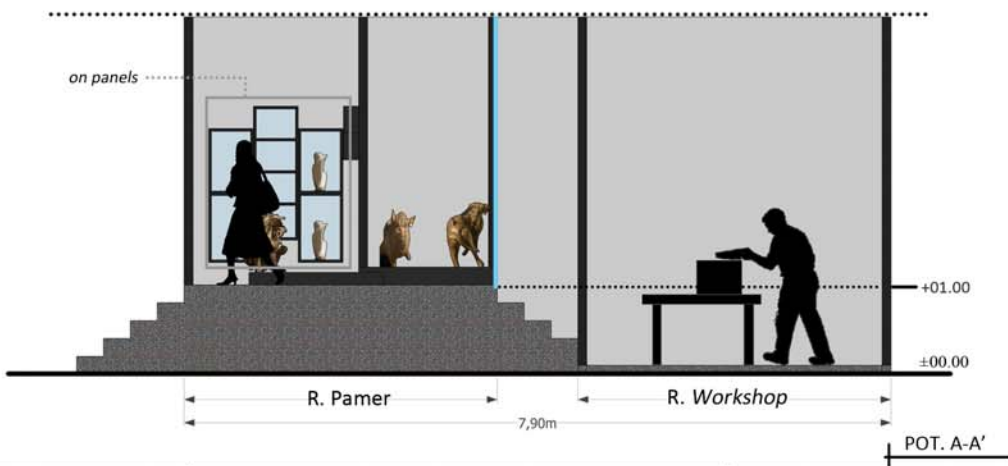 on panels
+01.00
±00.00
R. Pamer
R. Workshop
7,90m
POT. A-A'